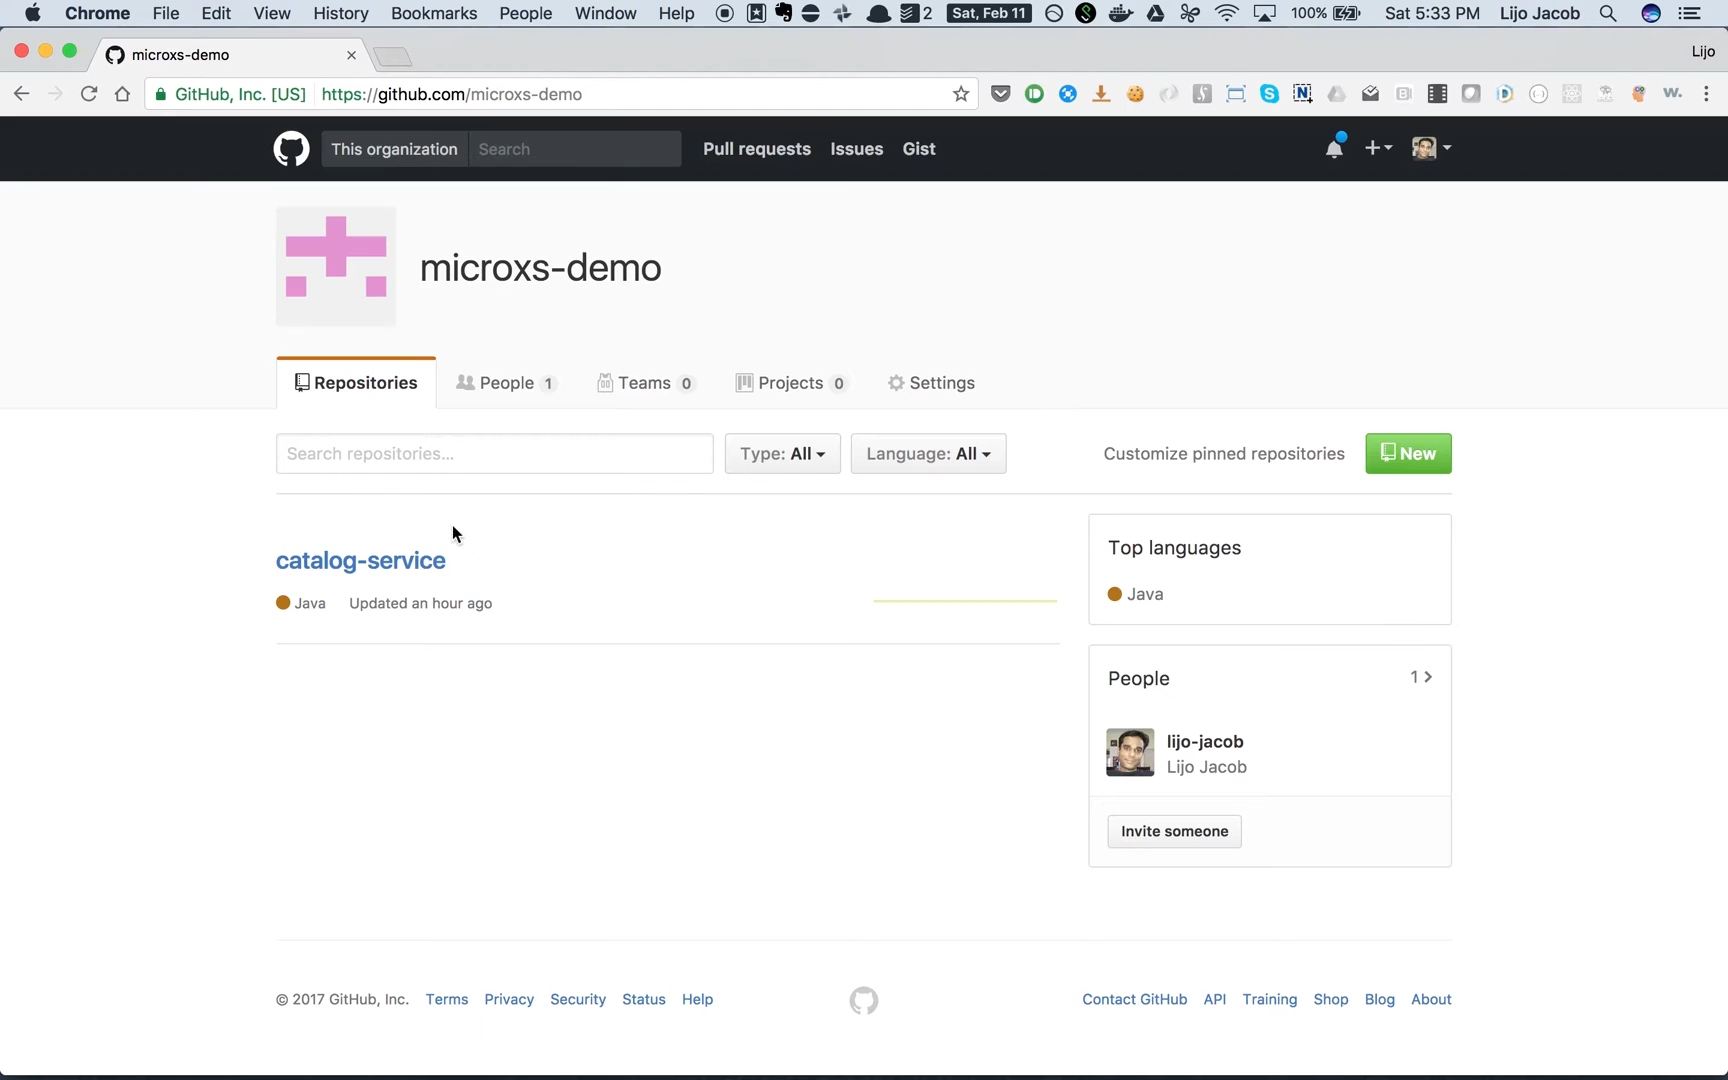 Chrome File Edit View History Bookmarks People Window Help 2 Sat, Feb 11 100% Sat 5:33 PM Lijo Jacob
microxs-demo Lijo
GitHub, Inc. [US] https://github.com/microxs-demo
This organization Search Pull requests Issues Gist
microxs-demo
Repositories People 1 Teams 0 Projects 0 Settings
Search repositories... Type: All Language: All Customize pinned repositories New
catalog-service
Java Updated an hour ago
Top languages
Java
People 1
lijo-jacob
Lijo Jacob
Invite someone
© 2017 GitHub, Inc. Terms Privacy Security Status Help Contact GitHub API Training Shop Blog About